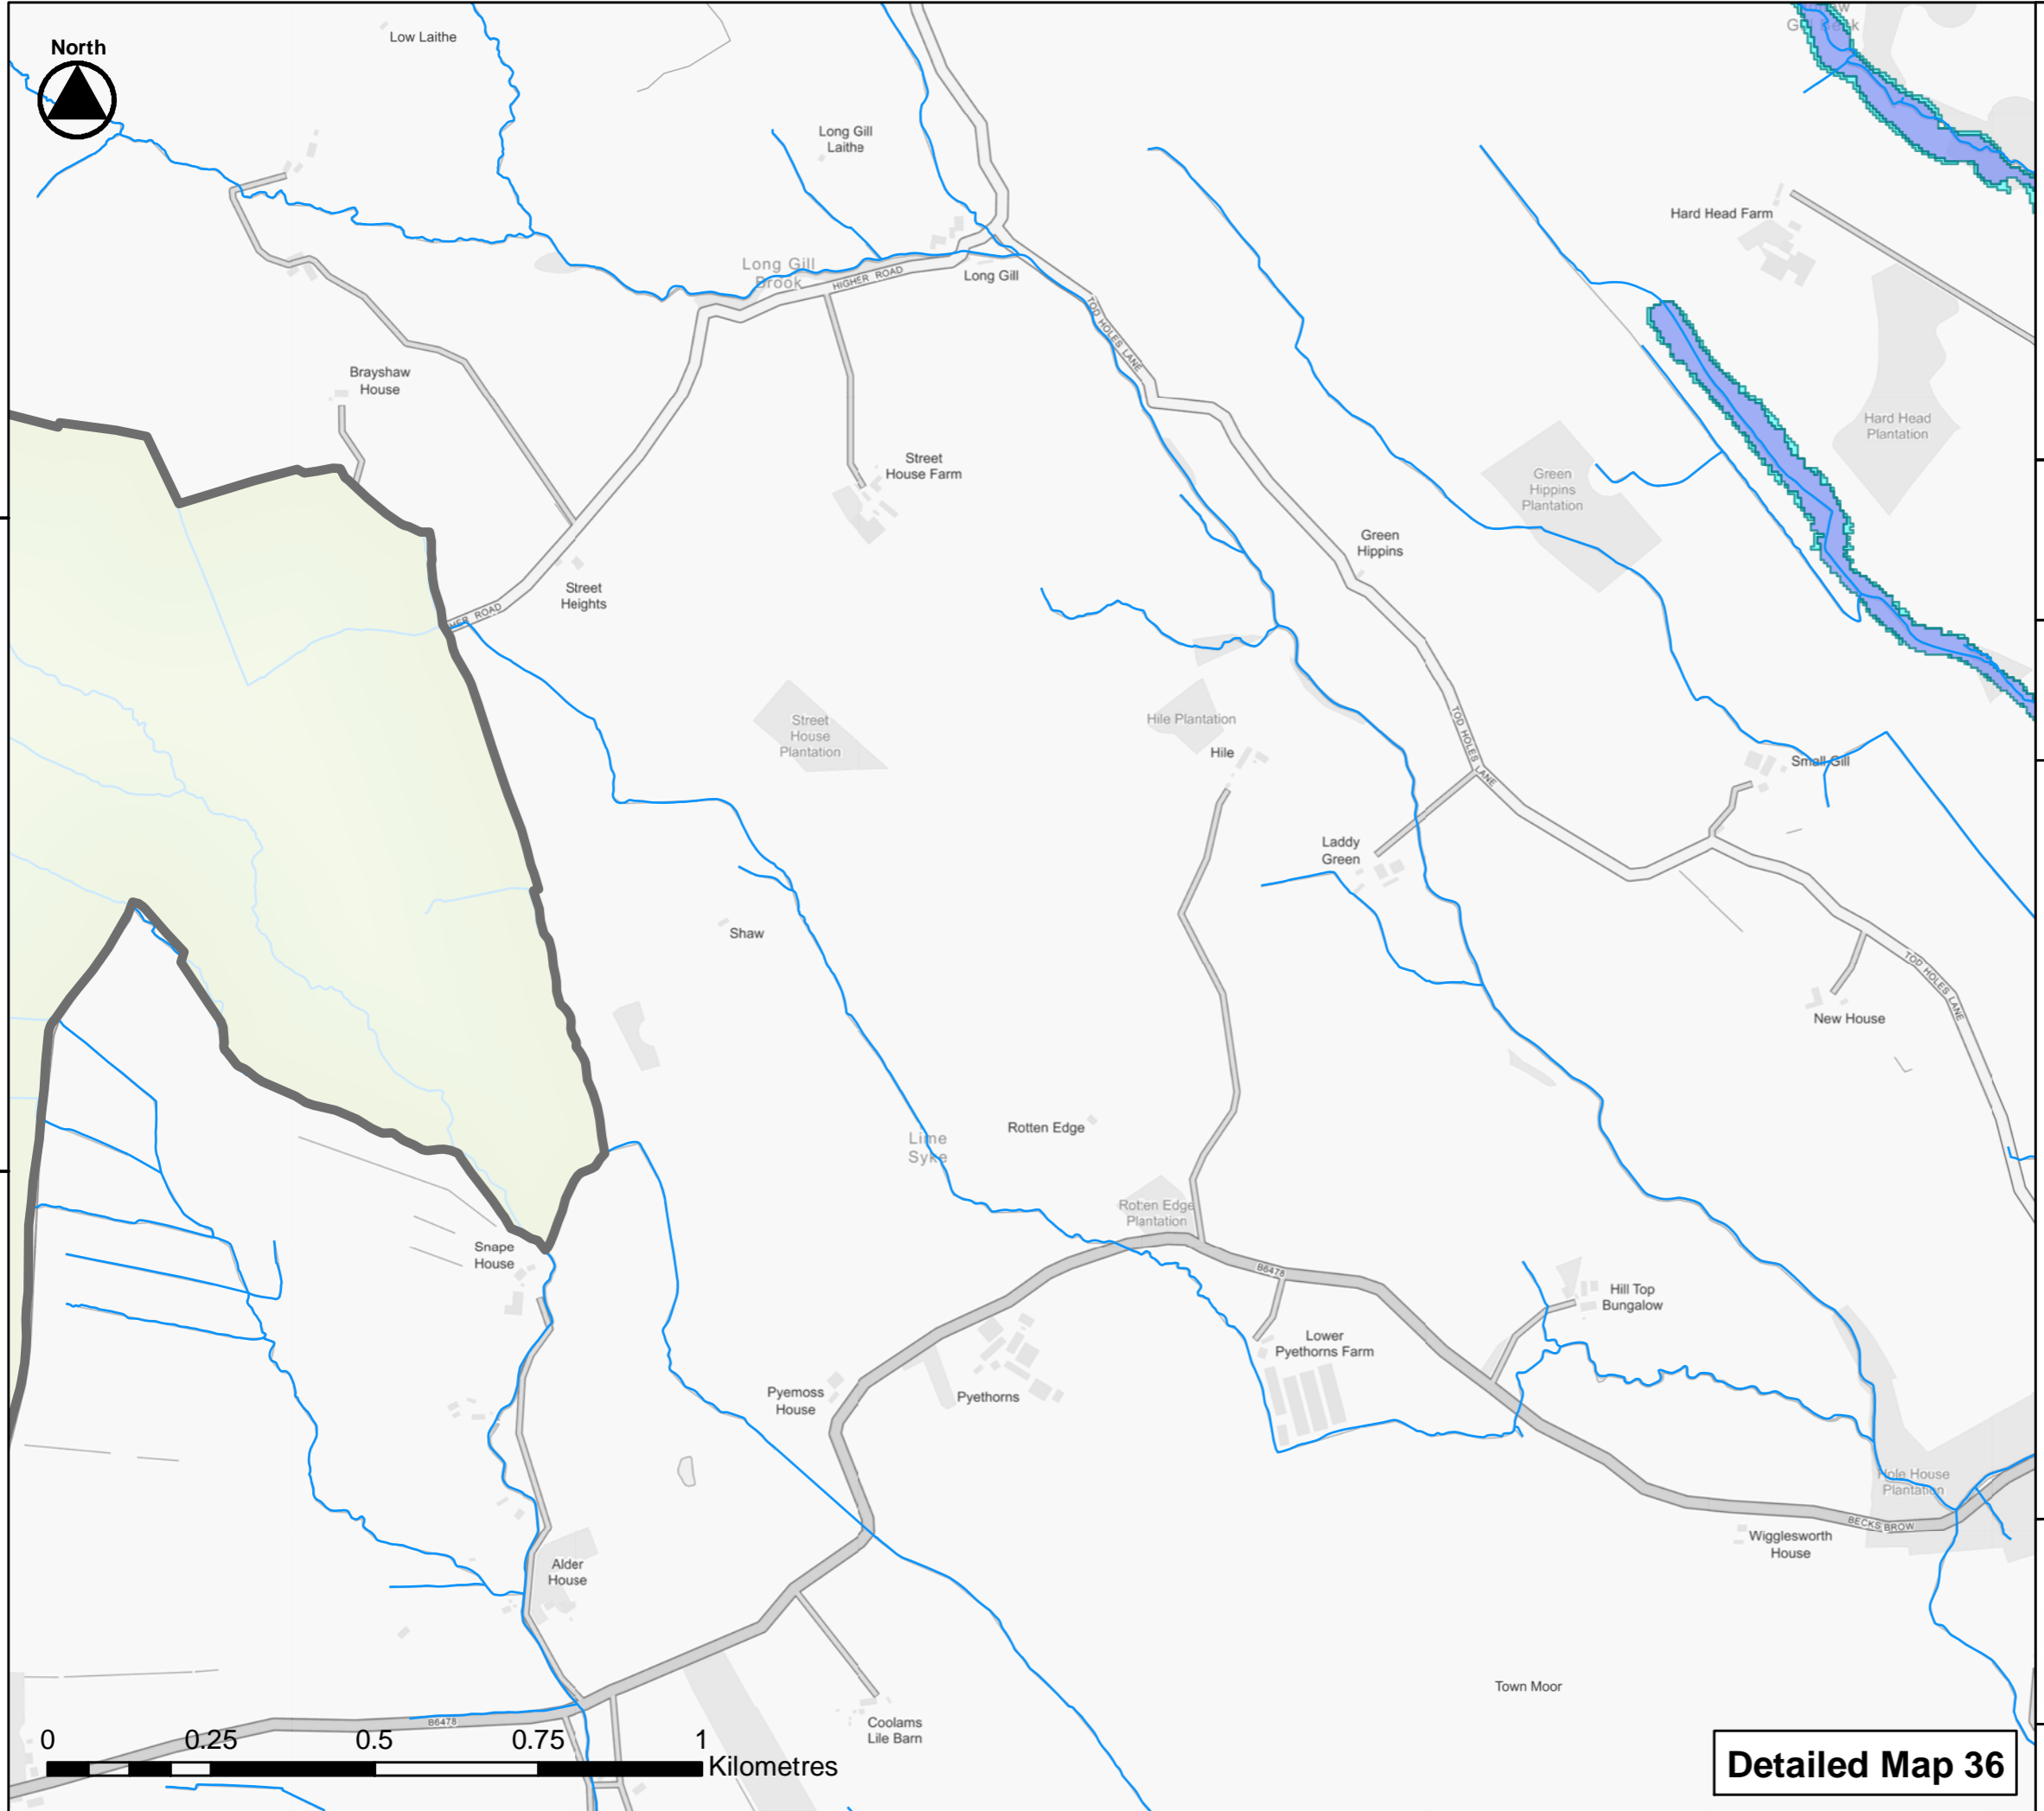 North
Low Laithe
Long Gill
Laithe
Hard Head Farm
Long Gill
Brook
HIGHER ROAD
Long Gill
TOD HOLES LANE
Brayshaw
House
Hard Head
Plantation
Street
House Farm
Green
Hippins
Plantation
Green
Hippins
Street
Heights
HER ROAD
Street
House
Plantation
Hile Plantation
Hile
TOD HOLES LANE
Small Gill
Laddy
Green
Shaw
TOD HOLES LANE
New House
Rotten Edge
Lime
Syke
Rotten Edge
Plantation
Snape
House
B6478
Hill Top
Bungalow
Lower
Pyethorns Farm
Pyemoss
House
Pyethorns
Hole House
Plantation
BECKS BROW
Wigglesworth
House
Alder
House
Town Moor
B6478
Coolams
Lile Barn
0 0.25 0.5 0.75 1
Kilometres
Detailed Map 36